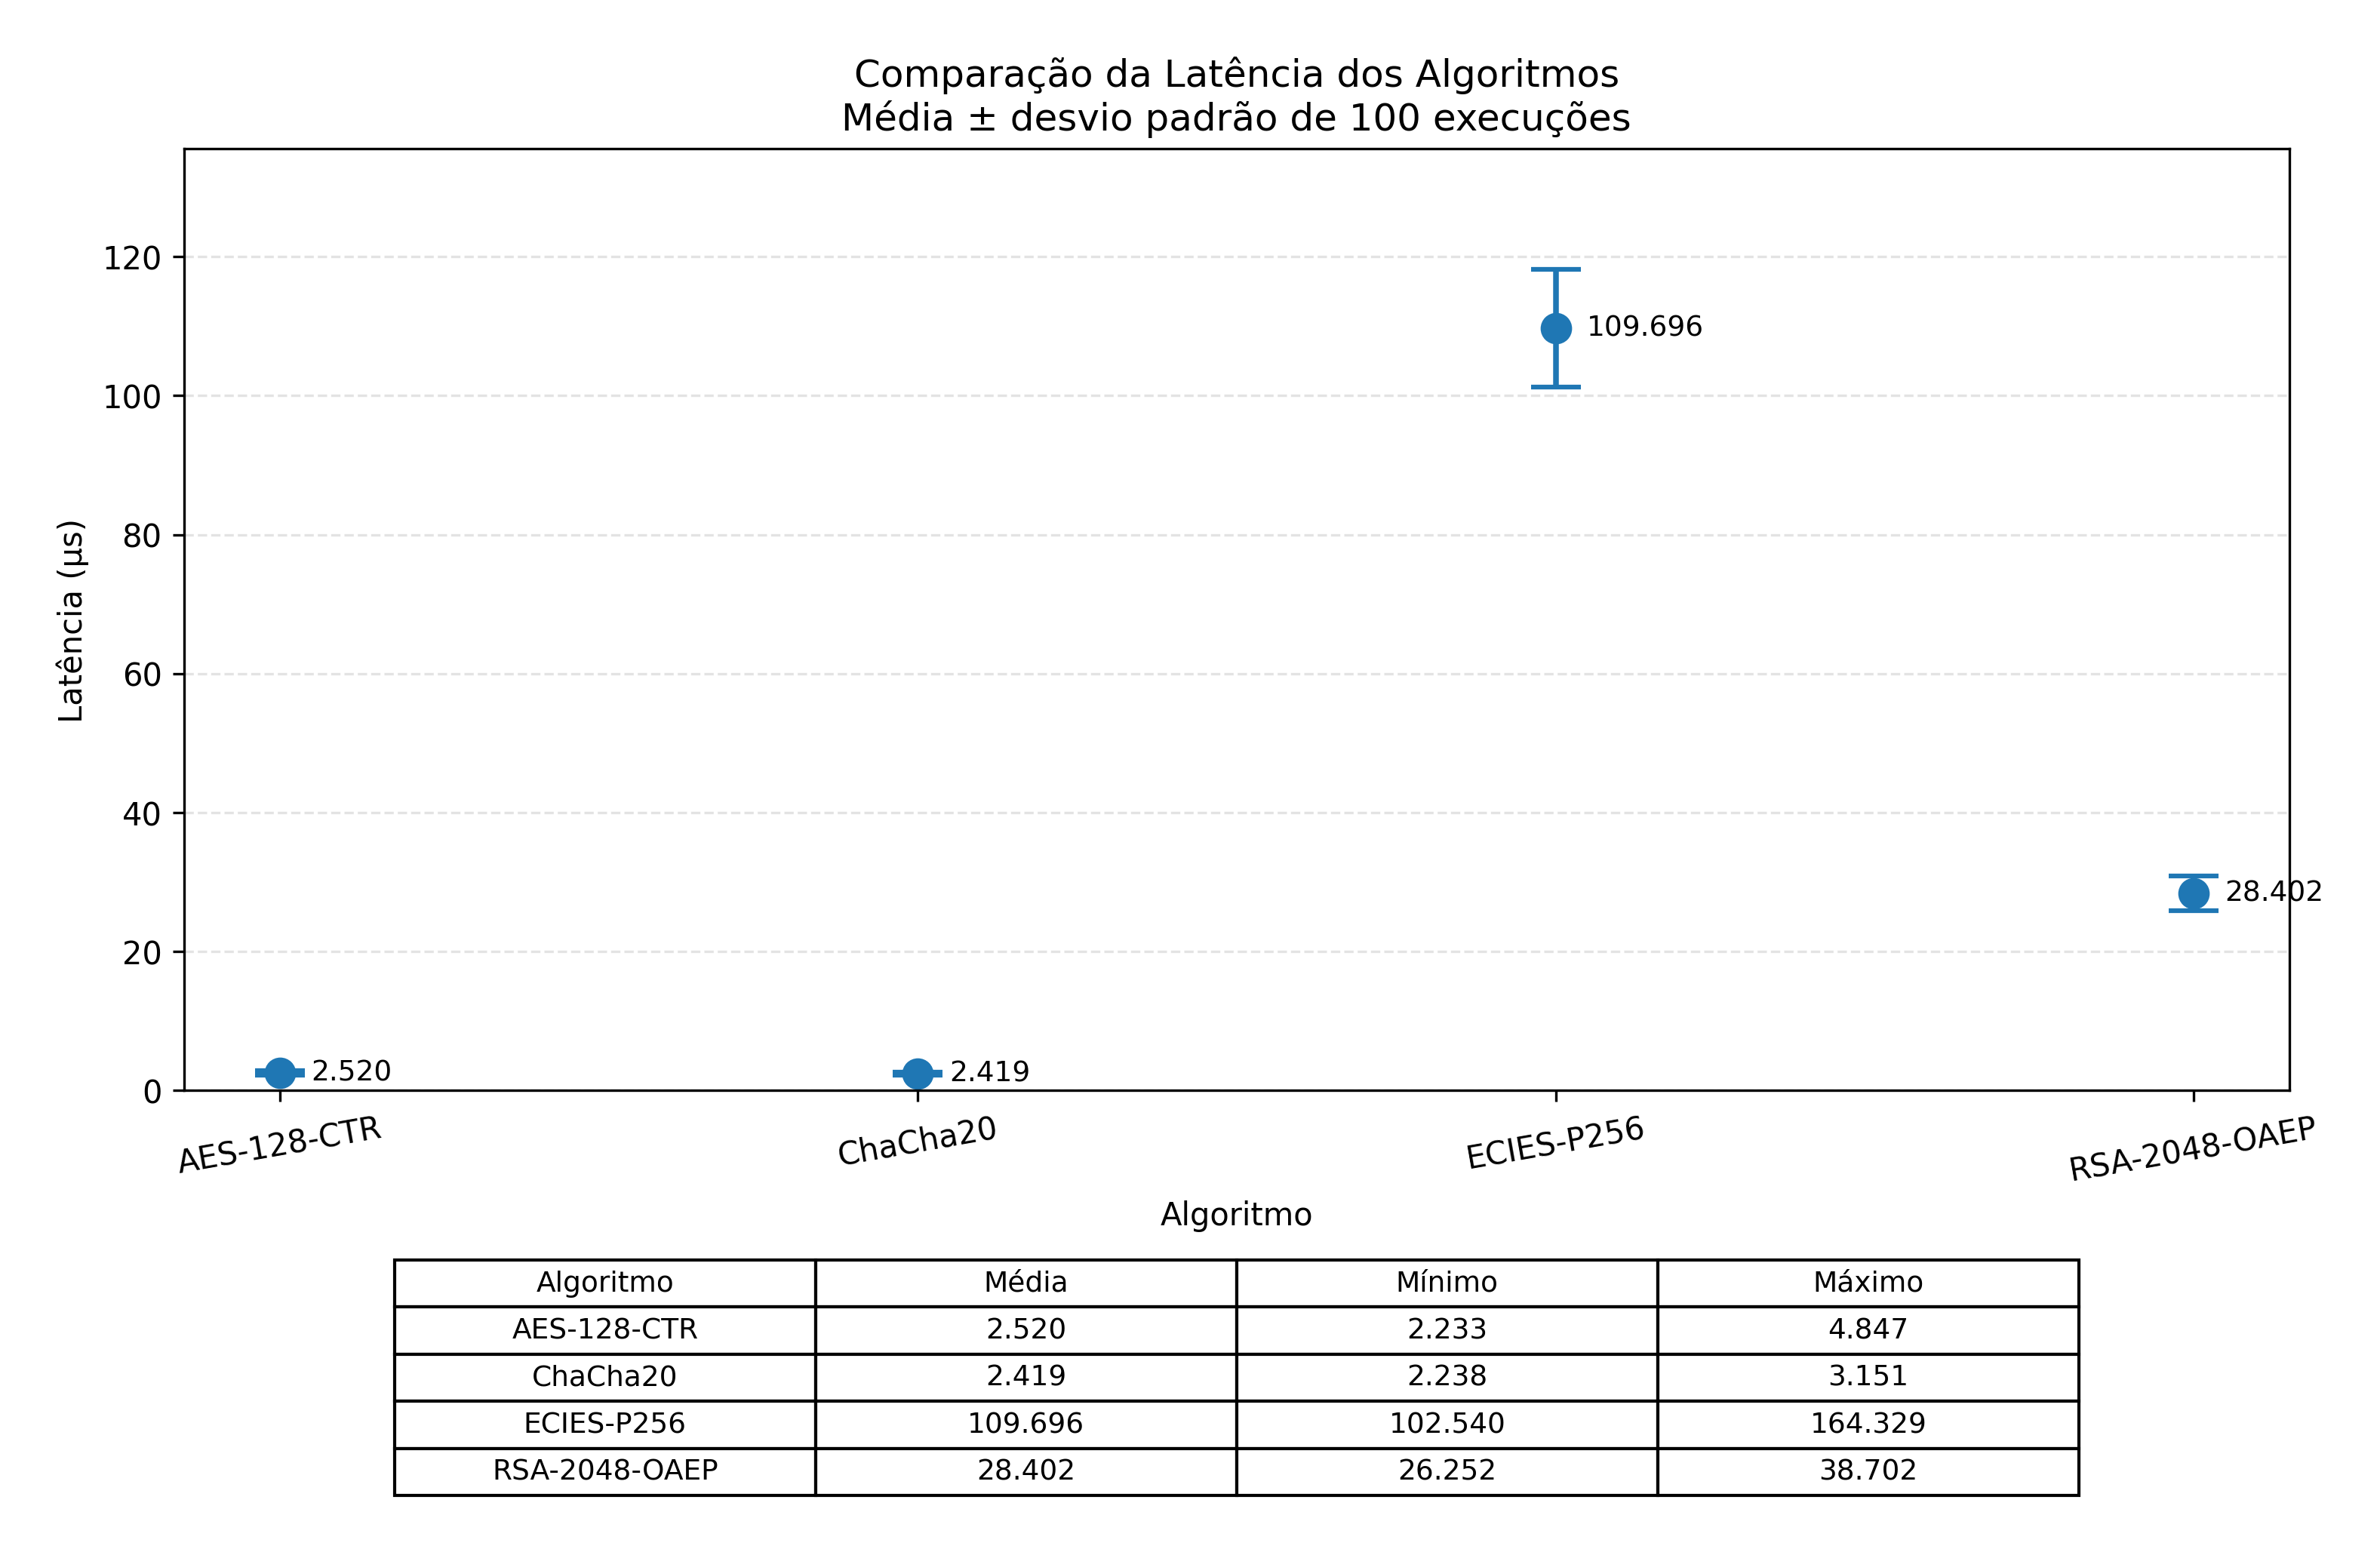 Comparação da Latência dos Algoritmos
Média ± desvio padrão de 100 execuções
Latência (µs)
120
100
80
60
40
20
0
109.696
28.402
2.520
2.419
AES-128-CTR
ChaCha20
ECIES-P256
RSA-2048-OAEP
Algoritmo
Algoritmo Média Mínimo Máximo
AES-128-CTR 2.520 2.233 4.847
ChaCha20 2.419 2.238 3.151
ECIES-P256 109.696 102.540 164.329
RSA-2048-OAEP 28.402 26.252 38.702